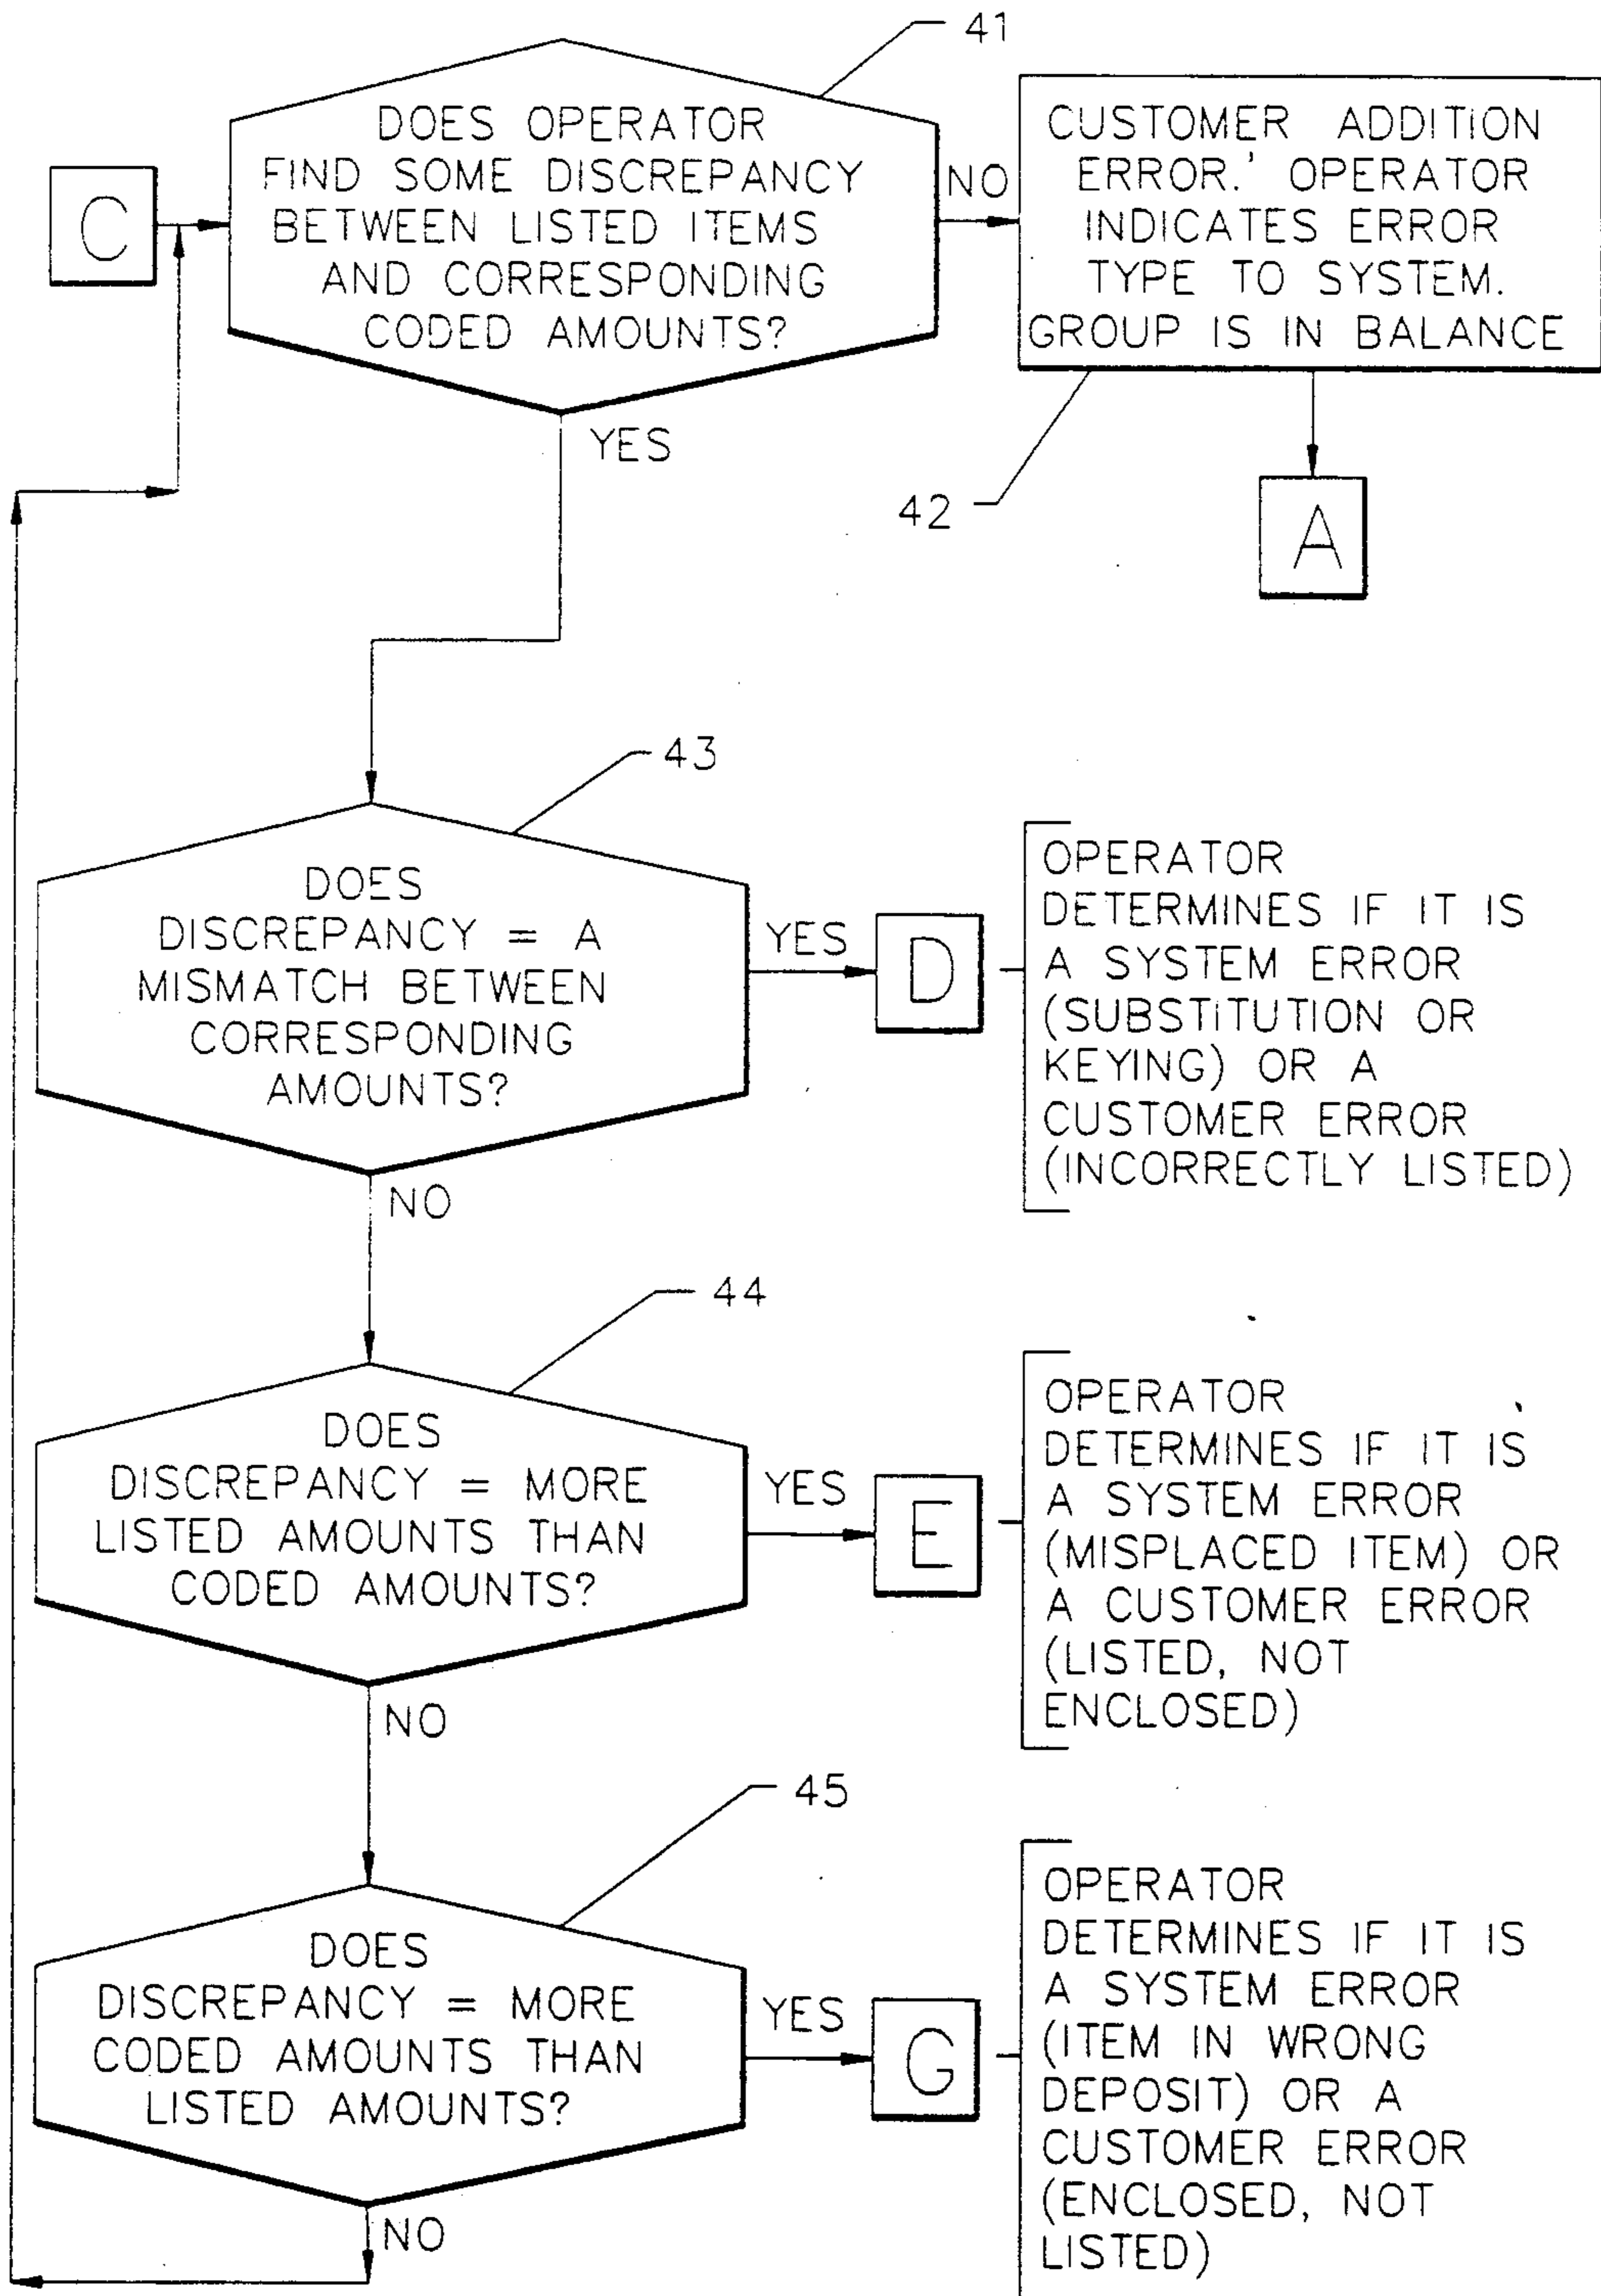 41
DOES OPERATOR
FIND SOME DISCREPANCY
BETWEEN LISTED ITEMS
AND CORRESPONDING
CODED AMOUNTS?
C
NO
CUSTOMER ADDITION
ERROR.' OPERATOR
INDICATES ERROR
TYPE TO SYSTEM.
GROUP IS IN BALANCE
YES
42
A
43
DOES
DISCREPANCY = A
MISMATCH BETWEEN
CORRESPONDING
AMOUNTS?
YES
D
OPERATOR
DETERMINES IF IT IS
A SYSTEM ERROR
(SUBSTITUTION OR
KEYING) OR A
CUSTOMER ERROR
(INCORRECTLY LISTED)
NO
44
DOES
DISCREPANCY = MORE
LISTED AMOUNTS THAN
CODED AMOUNTS?
YES
E
OPERATOR
DETERMINES IF IT IS
A SYSTEM ERROR
(MISPLACED ITEM) OR
A CUSTOMER ERROR
(LISTED, NOT
ENCLOSED)
NO
45
DOES
DISCREPANCY = MORE
CODED AMOUNTS THAN
LISTED AMOUNTS?
YES
G
OPERATOR
DETERMINES IF IT IS
A SYSTEM ERROR
(ITEM IN WRONG
DEPOSIT) OR A
CUSTOMER ERROR
(ENCLOSED, NOT
LISTED)
NO